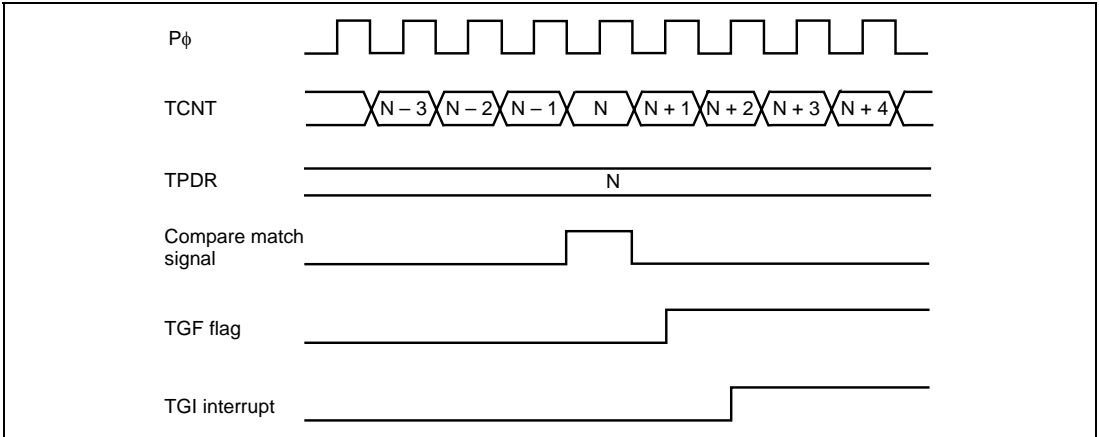 Pϕ
TCNT N – 3 N – 2 N – 1 N N + 1 N + 2 N + 3 N + 4
TPDR N
Compare match
signal
TGF flag
TGI interrupt